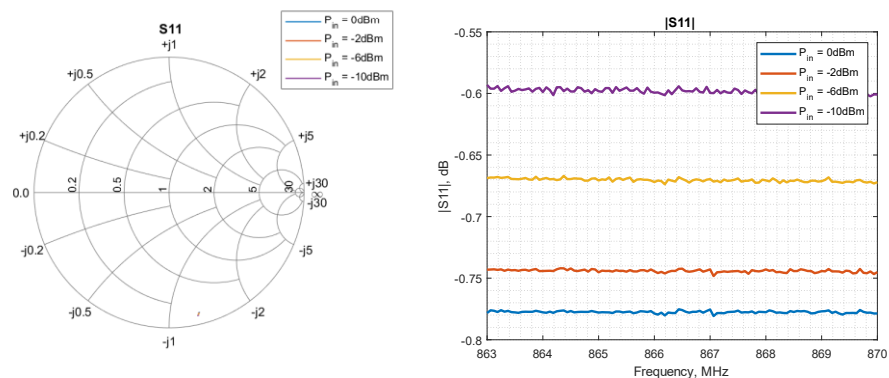 S11
P_in = 0dBm
P_in = -2dBm
P_in = -6dBm
P_in = -10dBm
+j1
+j0.5
+j2
+j0.2
+j5
0.0
0.2
0.5
1
2
5
30
+j30
-j30
-j0.2
-j5
-j0.5
-j2
-j1
|S11|
P_in = 0dBm
P_in = -2dBm
P_in = -6dBm
P_in = -10dBm
|S11|, dB
-0.55
-0.6
-0.65
-0.7
-0.75
-0.8
863
864
865
866
867
868
869
870
Frequency, MHz